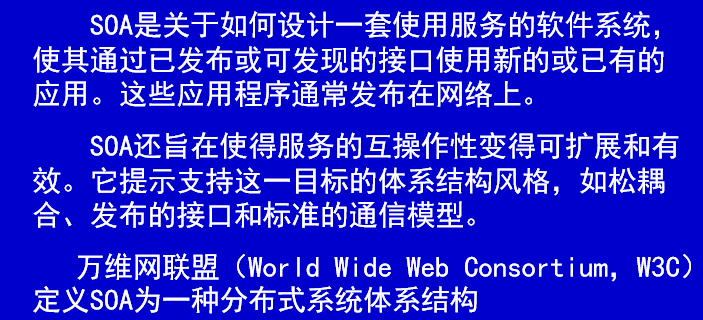 SOA是关于如何设计一套使用服务的软件系统，
使其通过已发布或可发现的接口使用新的或已有的
应用。这些应用程序通常发布在网络上。
SOA还旨在使得服务的互操作性变得可扩展和有
效。它提示支持这一目标的体系结构风格，如松耦
合、发布的接口和标准的通信模型。
万维网联盟（World Wide Web Consortium，W3C）
定义SOA为一种分布式系统体系结构